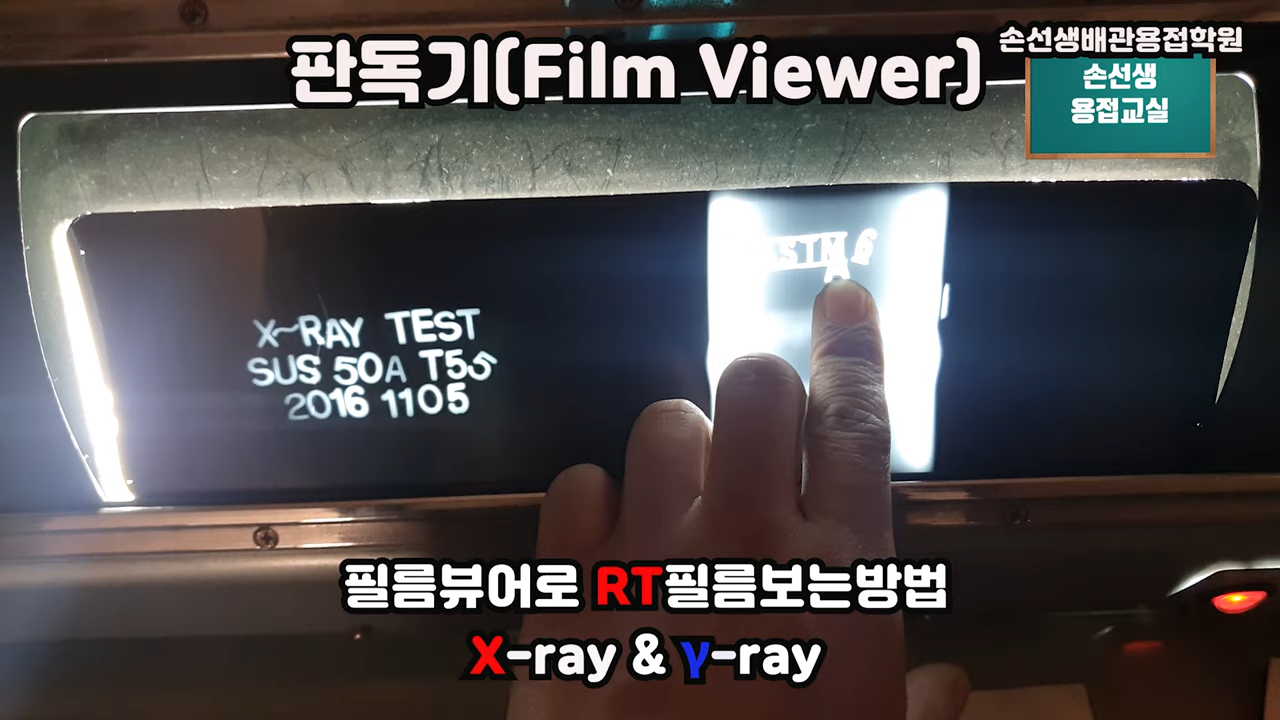 판독기(Film Viewer)
손선생배관용접학원
손선생
용접교실
X-RAY TEST
SUS 50A T5S
2016 1105
필름뷰어로 RT필름보는방법
X-ray & γ-ray